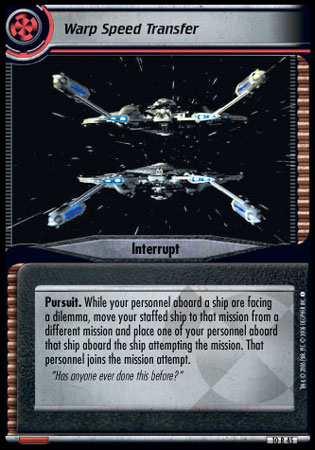 Warp Speed Transfer
Interrupt
Pursuit. While your personnel aboard a ship are facing
a dilemma, move your staffed ship to that mission from
a different mission and place one of your personnel aboard
that ship aboard the ship attempting the mission. That
personnel joins the mission attempt.
"Has anyone ever done this before?"
10 R 45